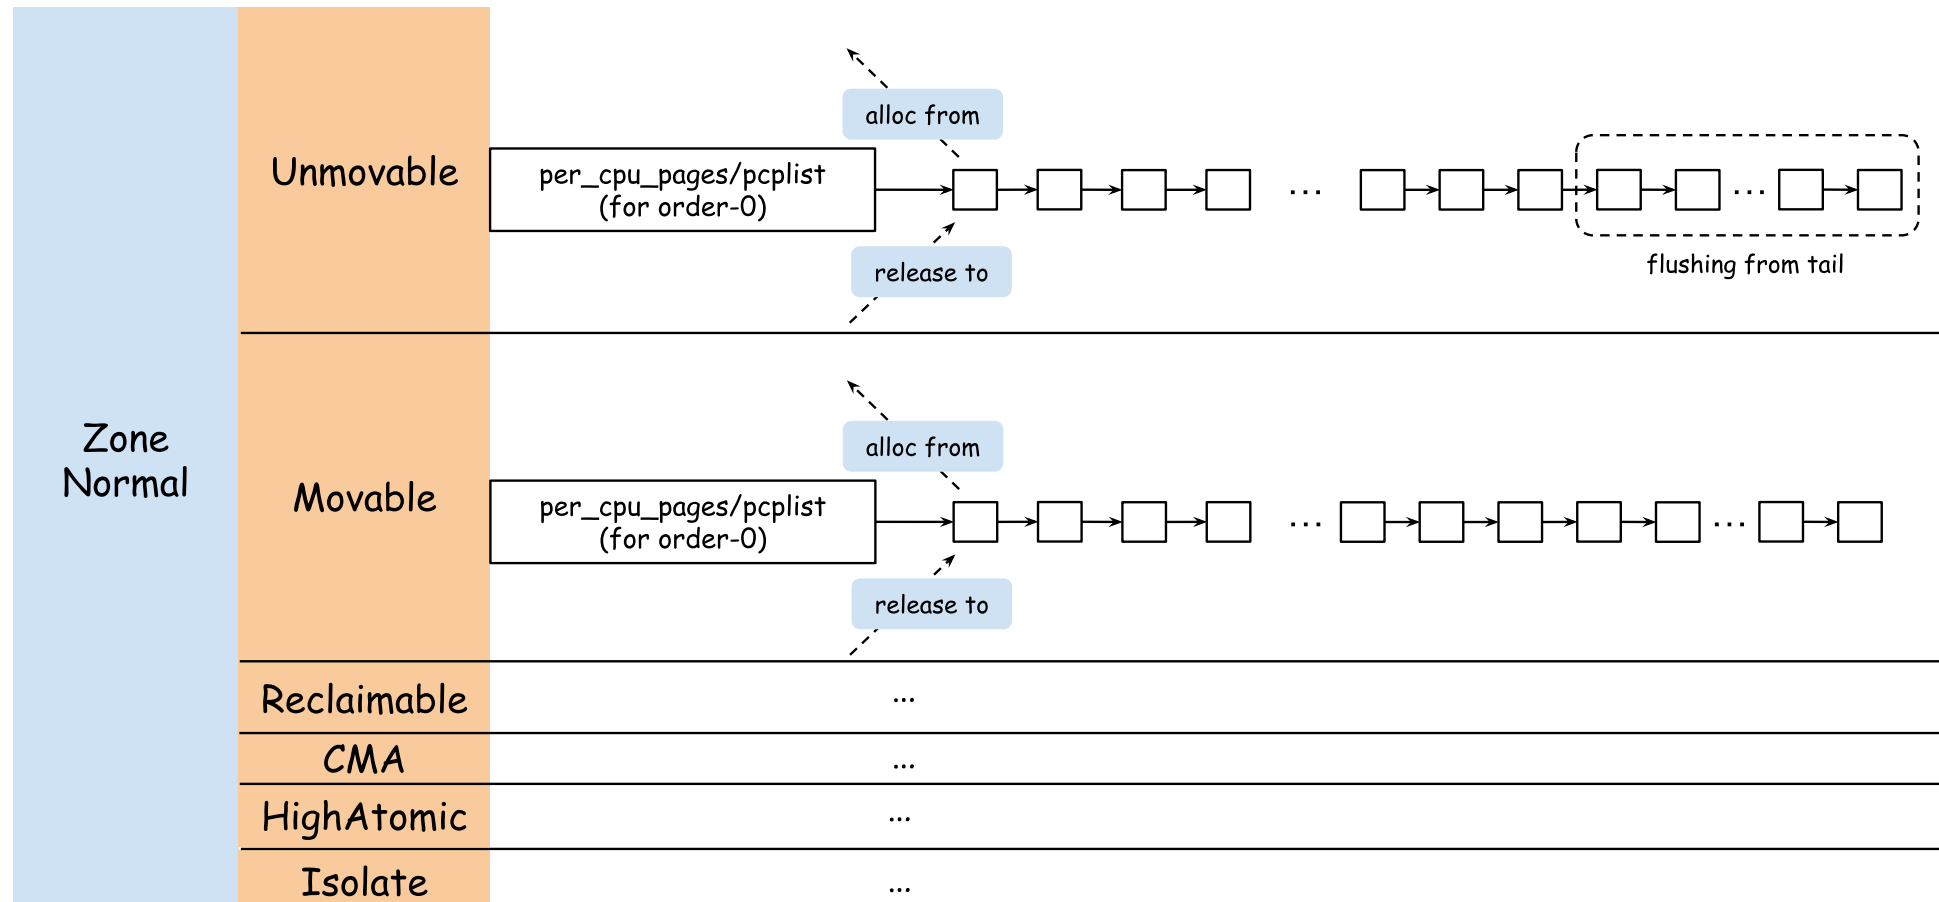 Zone
Normal
Unmovable
per_cpu_pages/pcplist
(for order-0)
alloc from
release to
...
...
flushing from tail
Movable
per_cpu_pages/pcplist
(for order-0)
alloc from
release to
...
...
Reclaimable
...
CMA
...
HighAtomic
...
Isolate
...